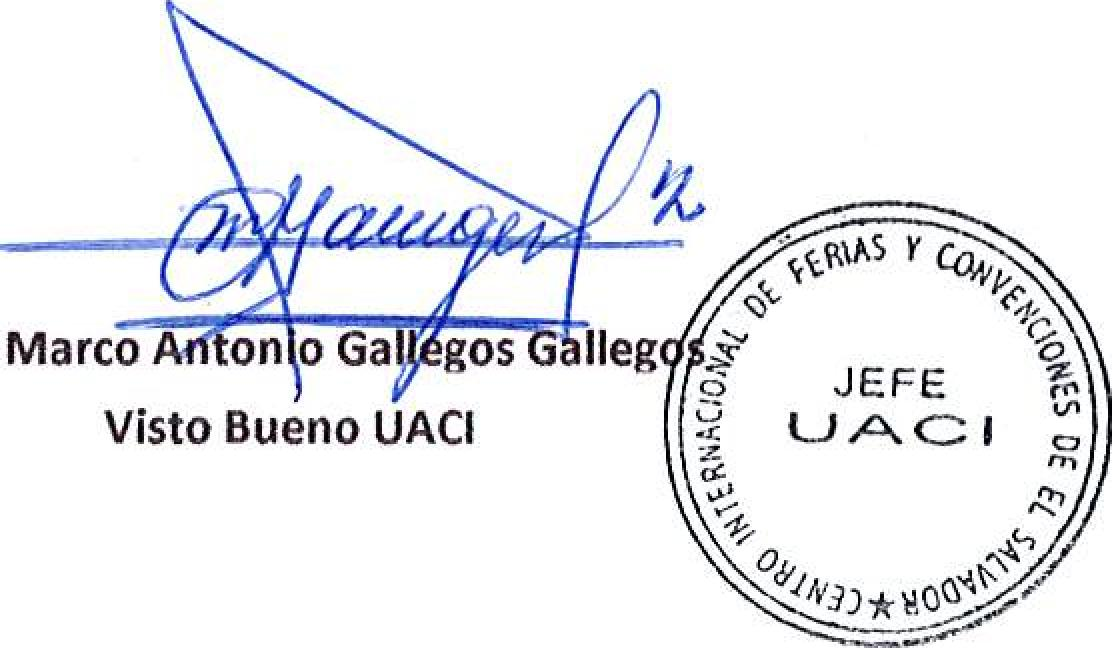 Marco Antonio Gallegos Gallegos
Visto Bueno UACI
CENTRO INTERNACIONAL DE FERIAS Y CONVENCIONES DE EL SALVADOR
JEFE
UACI